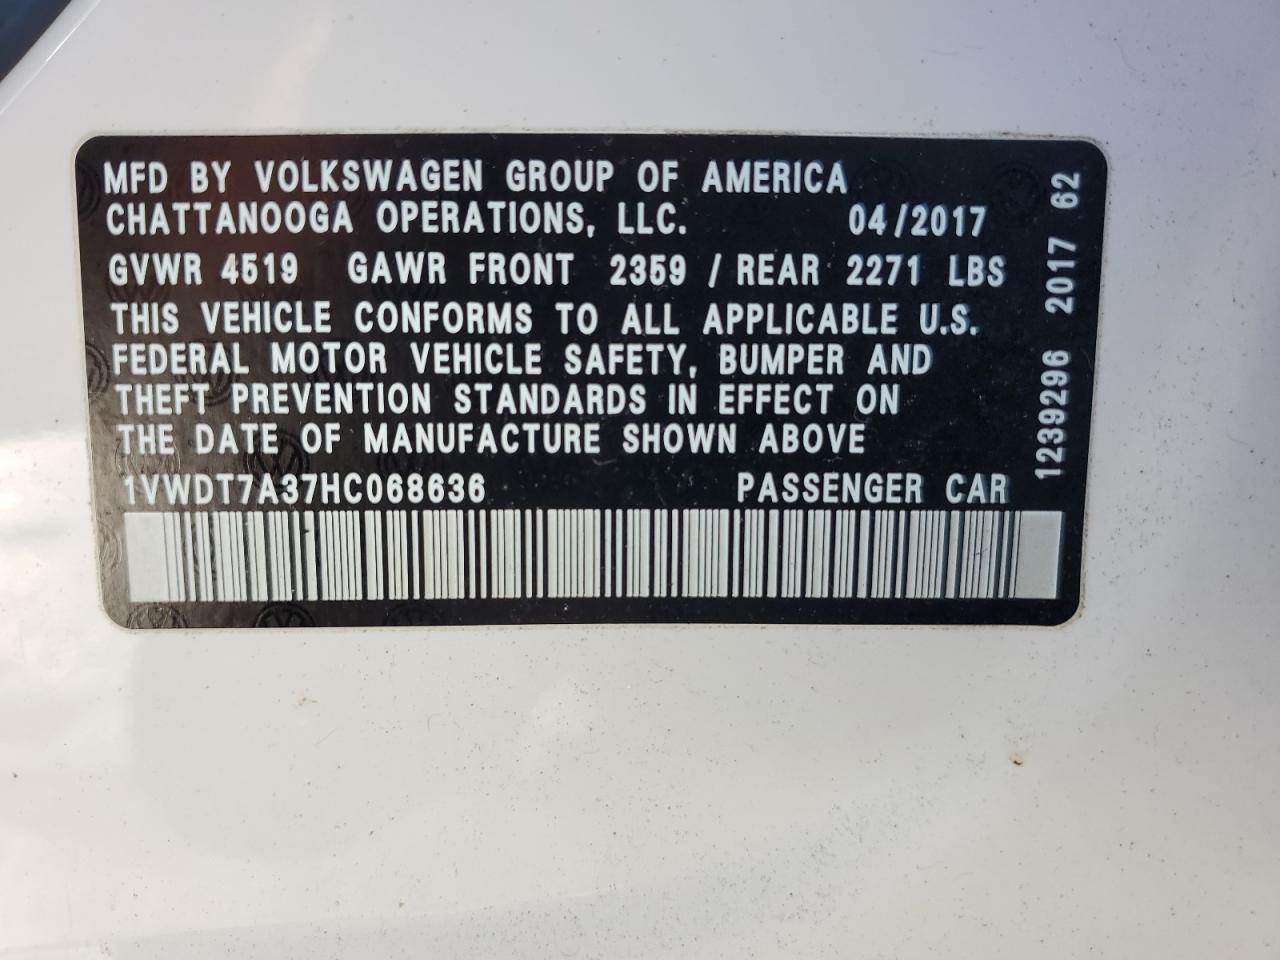 MFD BY VOLKSWAGEN GROUP OF AMERICA
CHATTANOOGA OPERATIONS, LLC. 04/2017
GVWR 4519 GAWR FRONT 2359 / REAR 2271 LBS
THIS VEHICLE CONFORMS TO ALL APPLICABLE U.S.
FEDERAL MOTOR VEHICLE SAFETY, BUMPER AND
THEFT PREVENTION STANDARDS IN EFFECT ON
THE DATE OF MANUFACTURE SHOWN ABOVE
1VWDT7A37HC068636 PASSENGER CAR
1239296 2017 62